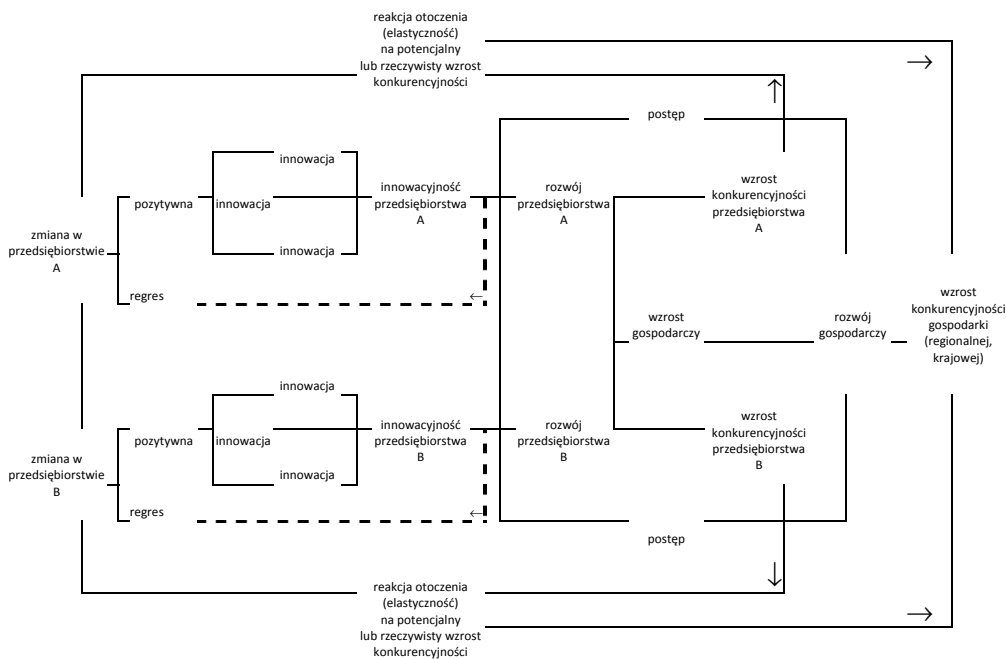 reakcja otoczenia
(elastyczność)
na potencjalny
lub rzeczywisty wzrost
konkurencyjności
→
↑
postęp
innowacja
pozytywna
innowacja
innowacja
innowacyjność
przedsiębiorstwa
A
rozwój
przedsiębiorstwa
A
wzrost
konkurencyjności
przedsiębiorstwa
A
zmiana w
przedsiębiorstwie
A
regres
←
wzrost
gospodarczy
rozwój
gospodarczy
wzrost
konkurencyjności
gospodarki
(regionalnej,
krajowej)
innowacja
pozytywna
innowacja
innowacja
innowacyjność
przedsiębiorstwa
B
rozwój
przedsiębiorstwa
B
wzrost
konkurencyjności
przedsiębiorstwa
B
zmiana w
przedsiębiorstwie
B
regres
←
postęp
↓
reakcja otoczenia
(elastyczność)
na potencjalny
lub rzeczywisty wzrost
konkurencyjności
→